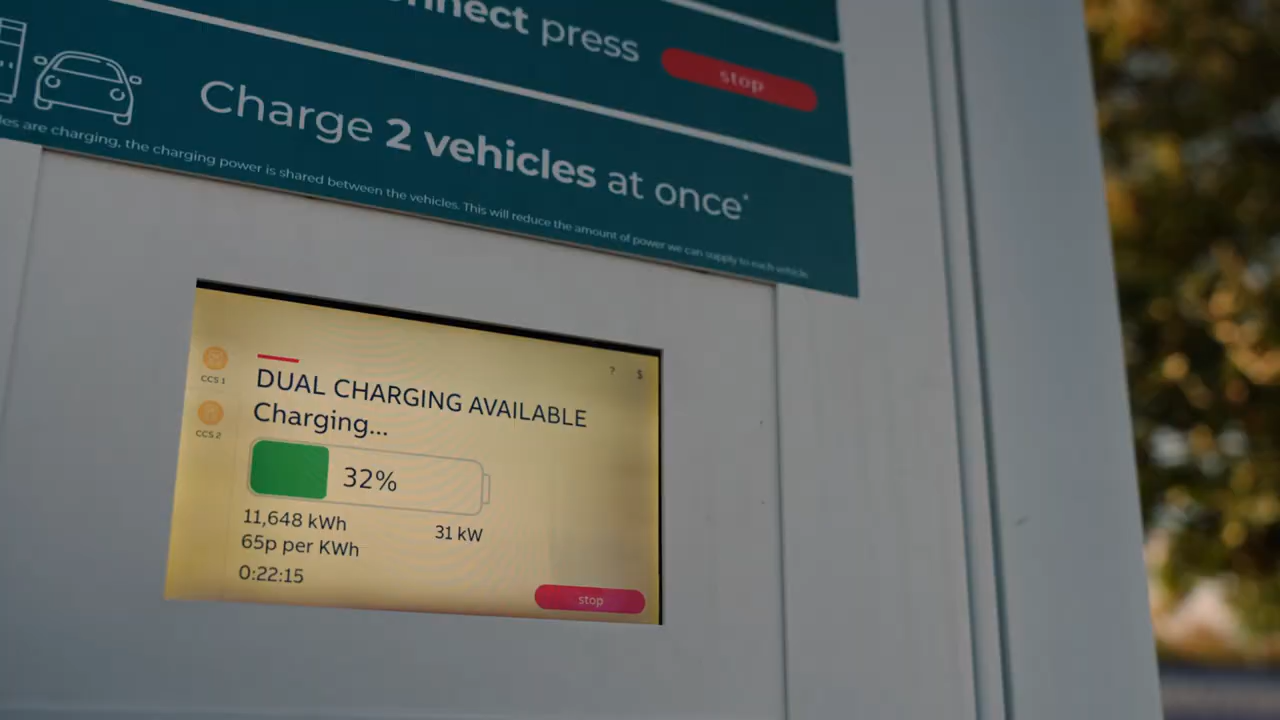 nnect press
stop
Charge 2 vehicles at once*
les are charging, the charging power is shared between the vehicles. This will reduce the amount of power we can supply to each vehicle.
? $
CCS 1
DUAL CHARGING AVAILABLE
Charging...
CCS 2
32%
11,648 kWh 31 kW
65p per KWh
0:22:15
stop